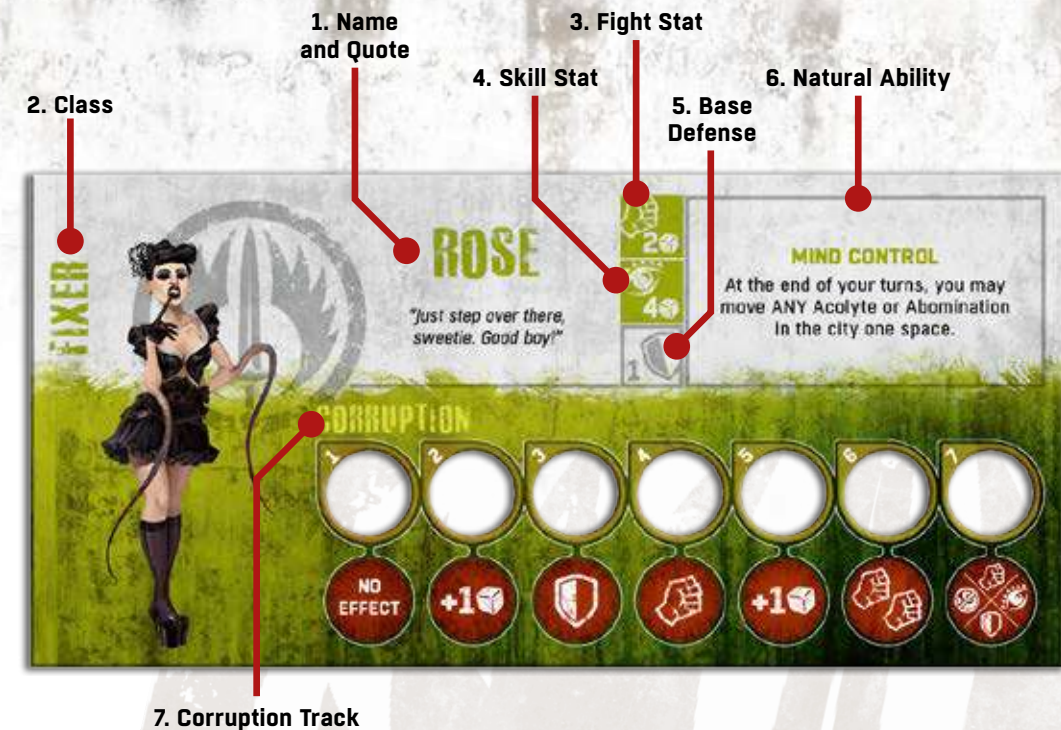 1. Name
and Quote
3. Fight Stat
4. Skill Stat
6. Natural Ability
2. Class
5. Base
Defense
FIXER
ROSE
"Just step over there,
sweetie. Good boy!"
2
4
1
MIND CONTROL
At the end of your turns, you may
move ANY Acolyte or Abomination
in the city one space.
CORRUPTION
1 2 3 4 5 6 7
NO
EFFECT
+1
+1
7. Corruption Track